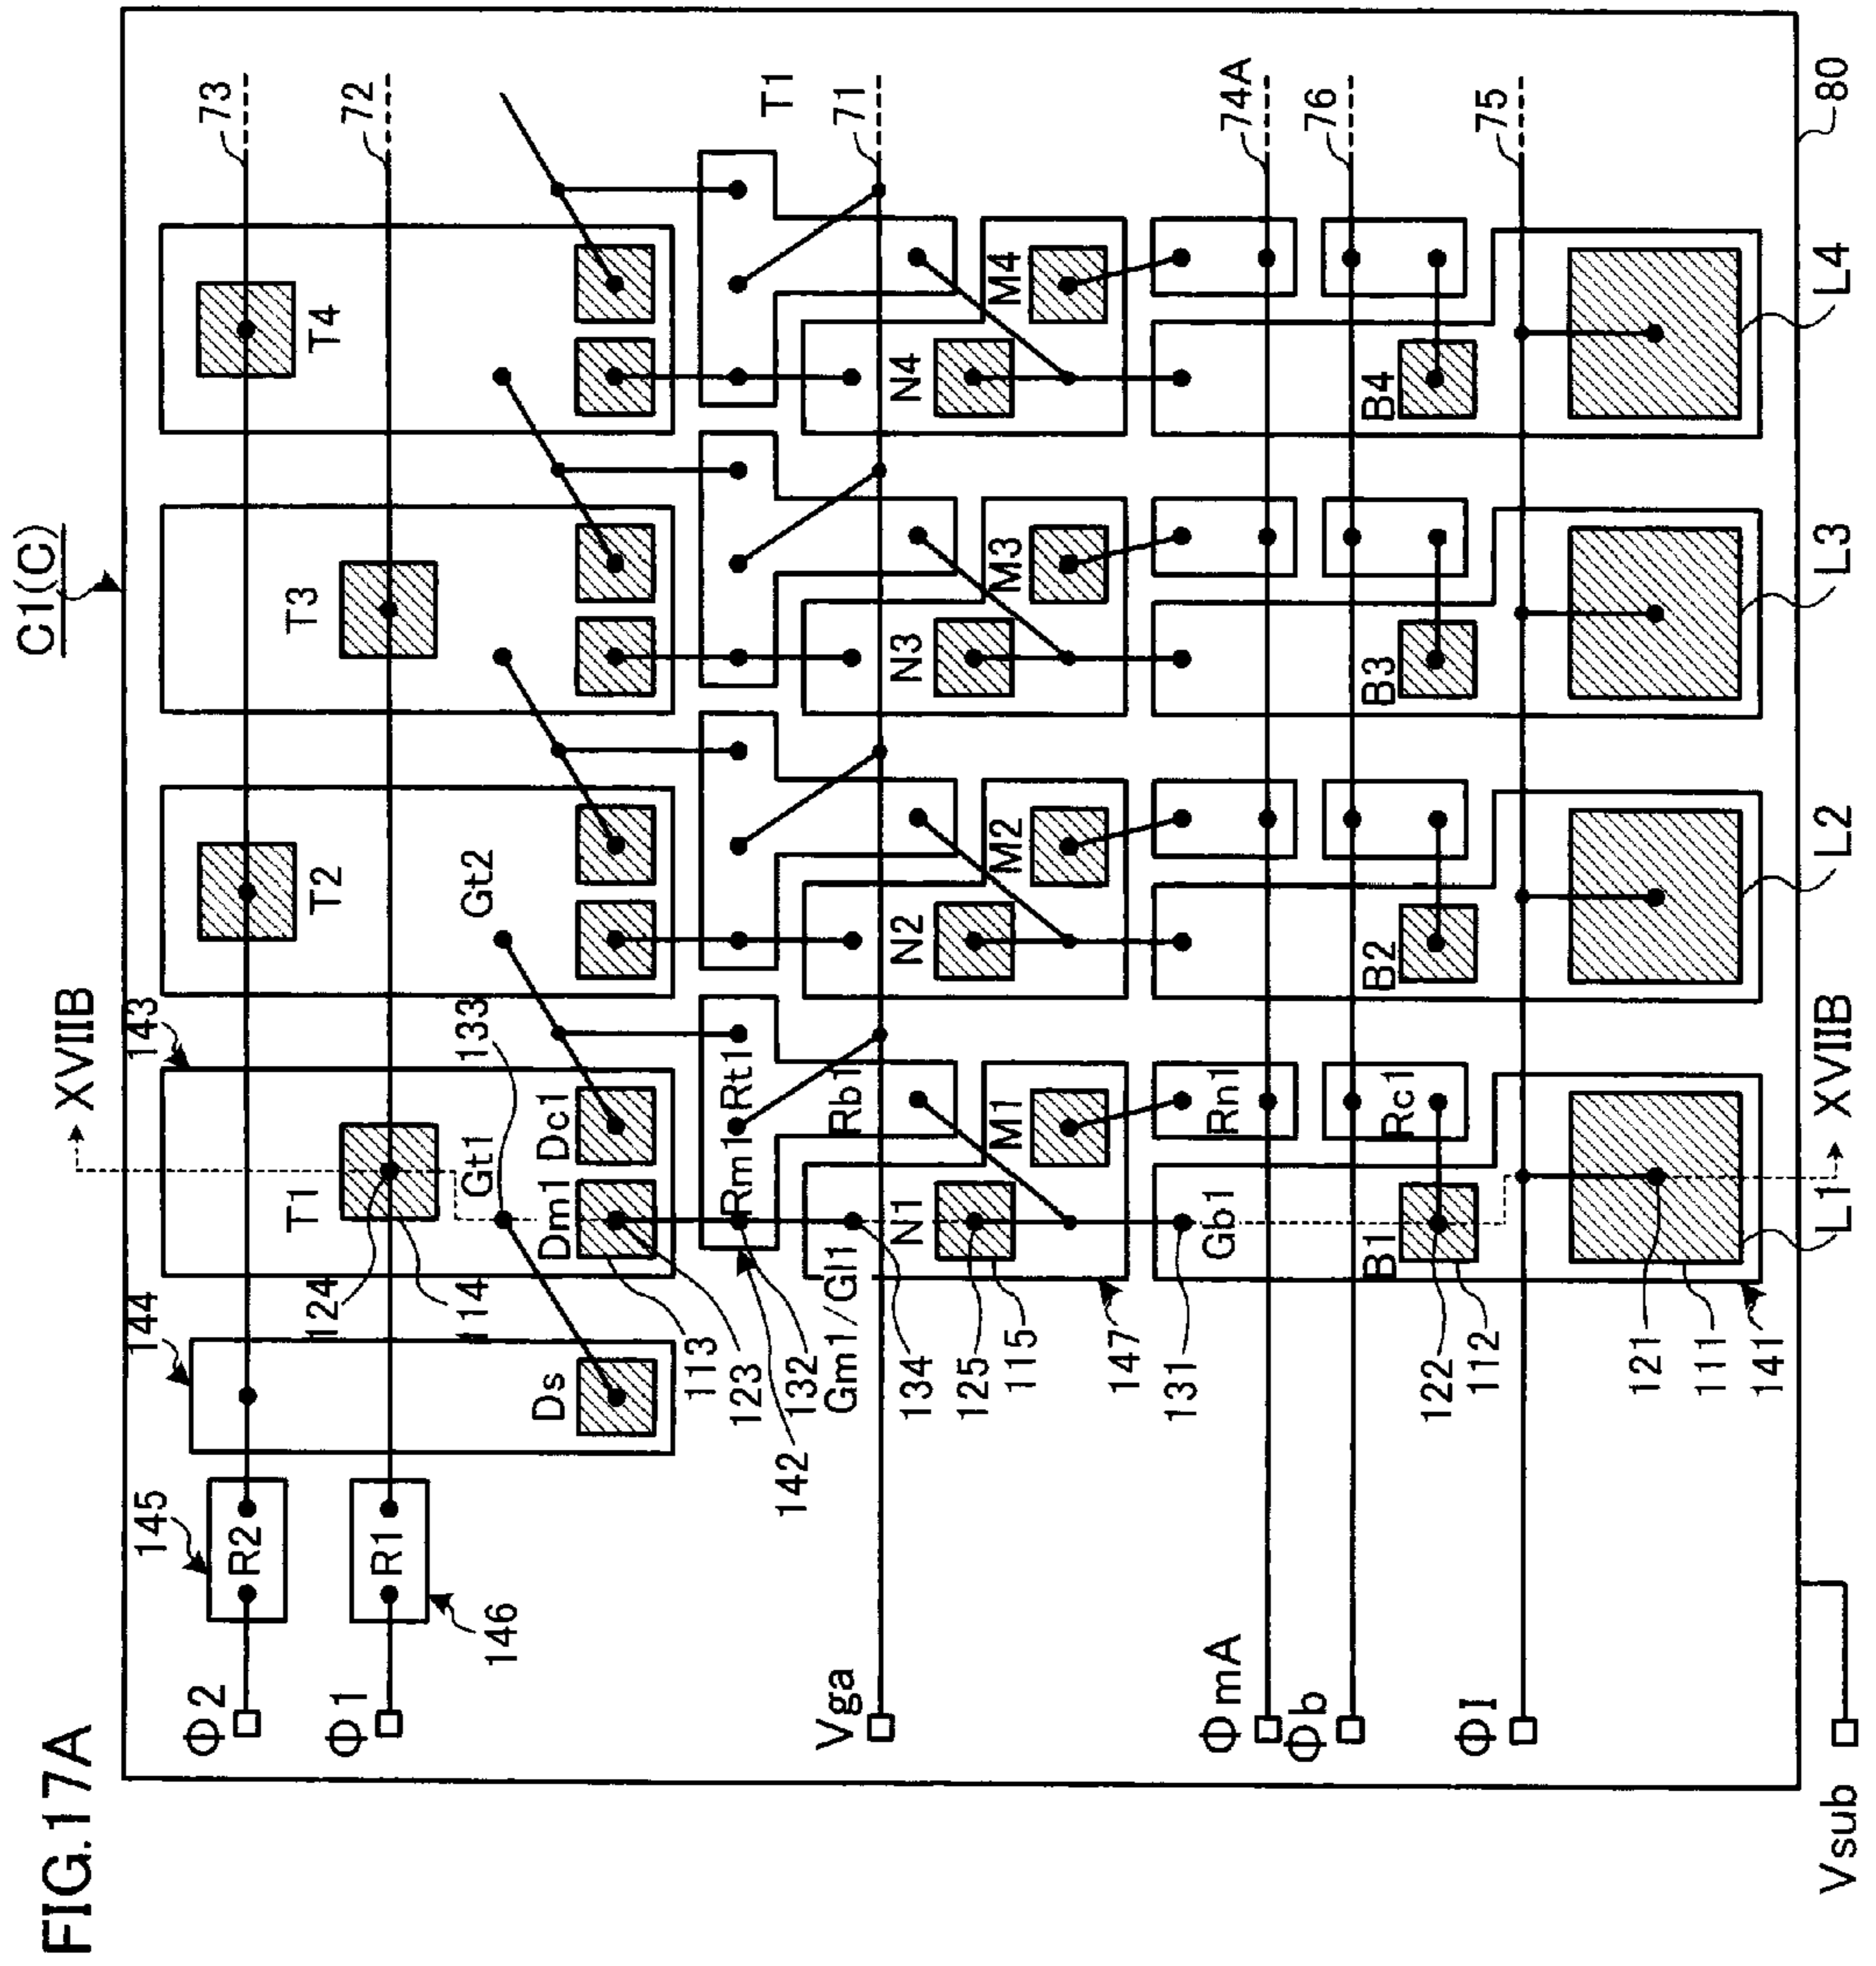 FIG.17A
C1(C)
XVIIB
143
144
145
R2
Φ2
73
T2
T4
146
R1
Φ1
72
T1
T3
124
114
Gt1
133
Gt2
Ds
Dm1
Dc1
113
123
132
142
Rm1
Rt1
T1
Gm1/Gl1
Rb1
Vga
71
134
N1
N2
N3
N4
125
115
M1
M2
M3
M4
147
131
Gb1
Rn1
ΦmA
74A
Φb
76
Rc1
B1
B2
B3
B4
122
112
ΦI
75
121
111
141
L1
L2
L3
L4
XVIIB
80
Vsub